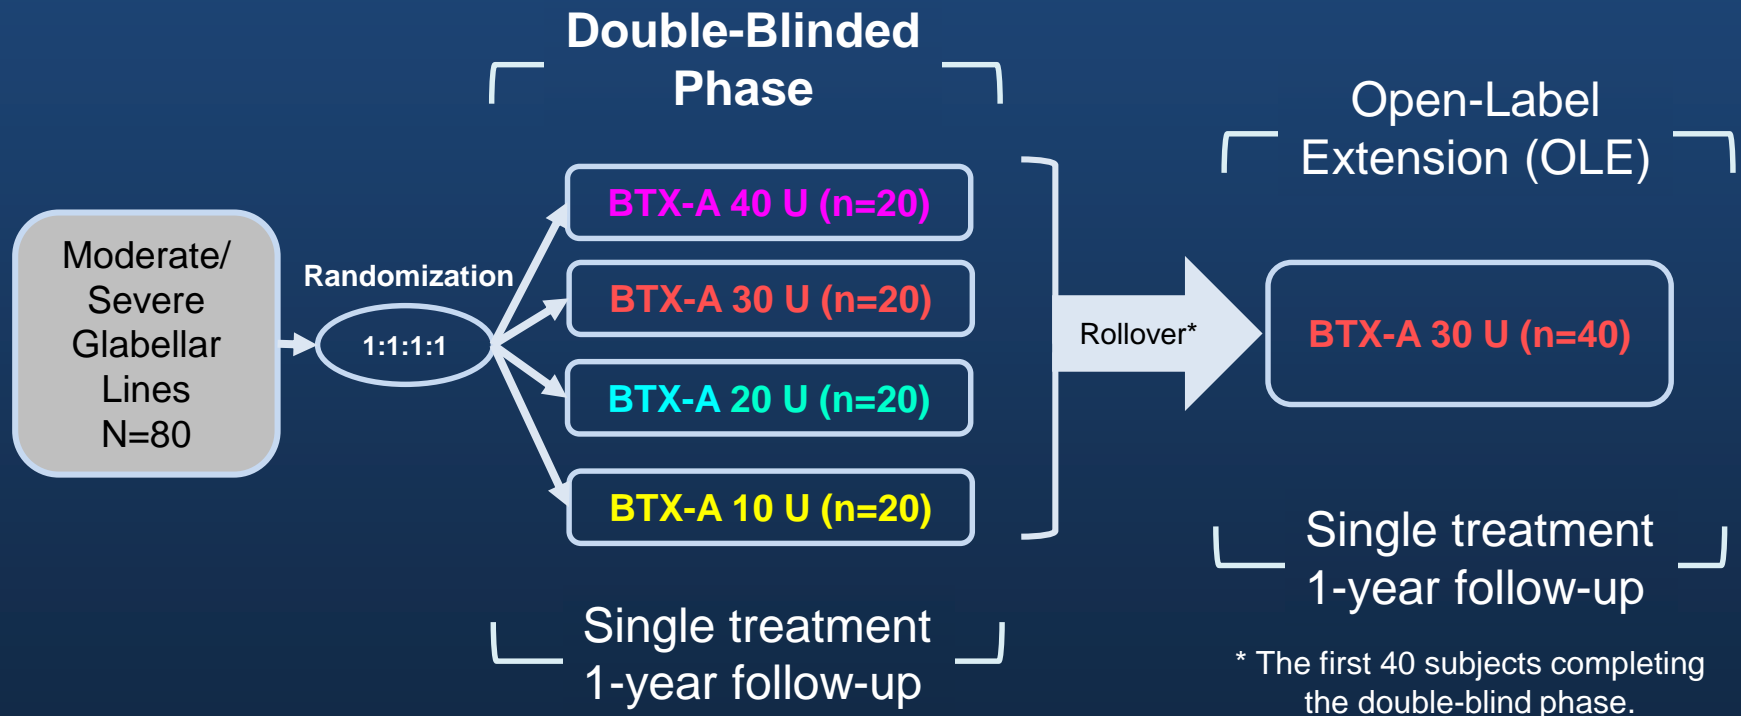 Double-Blinded
Phase
Open-Label
Extension (OLE)
Moderate/
Severe
Glabellar
Lines
N=80
Randomization
1:1:1:1
BTX-A 40 U (n=20)
BTX-A 30 U (n=20)
BTX-A 20 U (n=20)
BTX-A 10 U (n=20)
Rollover*
BTX-A 30 U (n=40)
Single treatment
1-year follow-up
Single treatment
1-year follow-up
* The first 40 subjects completing
the double-blind phase.